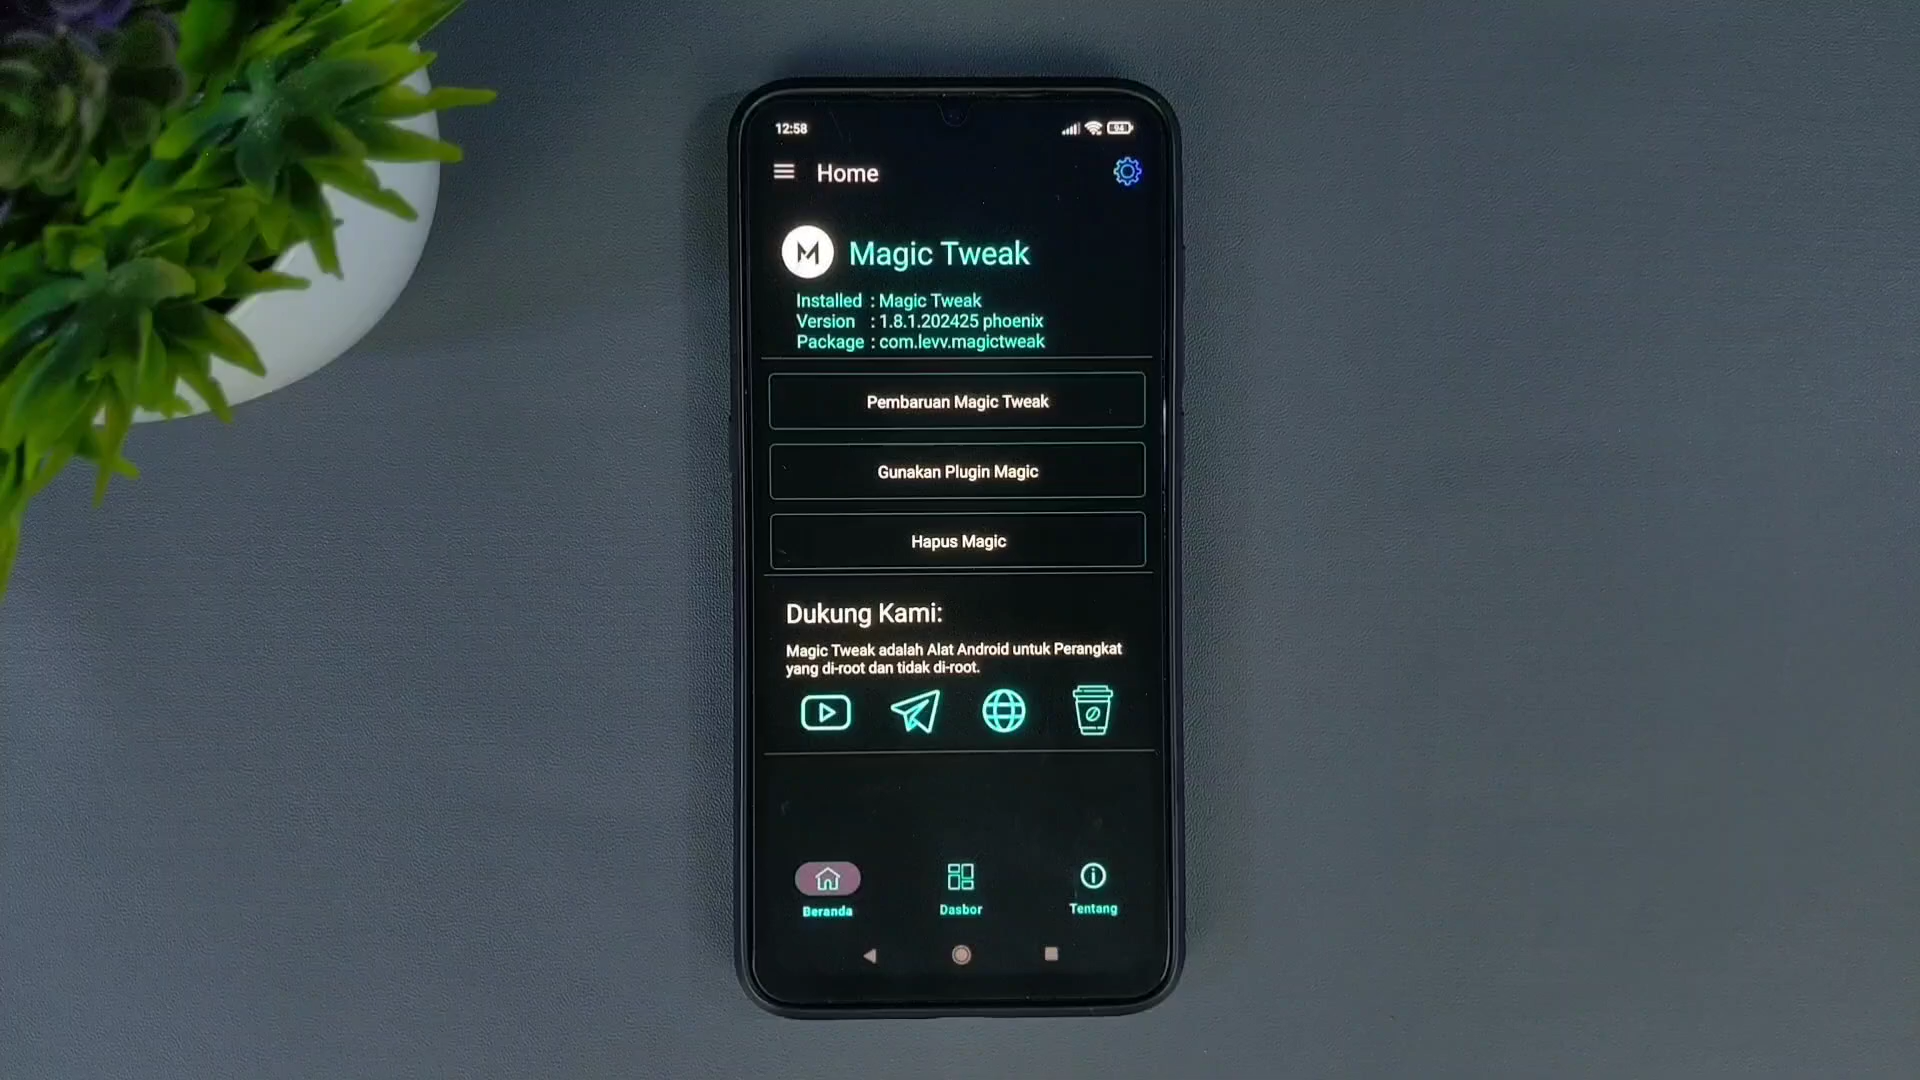 12:58
94
Home
M Magic Tweak
Installed : Magic Tweak
Version : 1.8.1.202425 phoenix
Package : com.levv.magictweak
Pembaruan Magic Tweak
Gunakan Plugin Magic
Hapus Magic
Dukung Kami:
Magic Tweak adalah Alat Android untuk Perangkat
yang di-root dan tidak di-root.
Beranda Dasbor Tentang